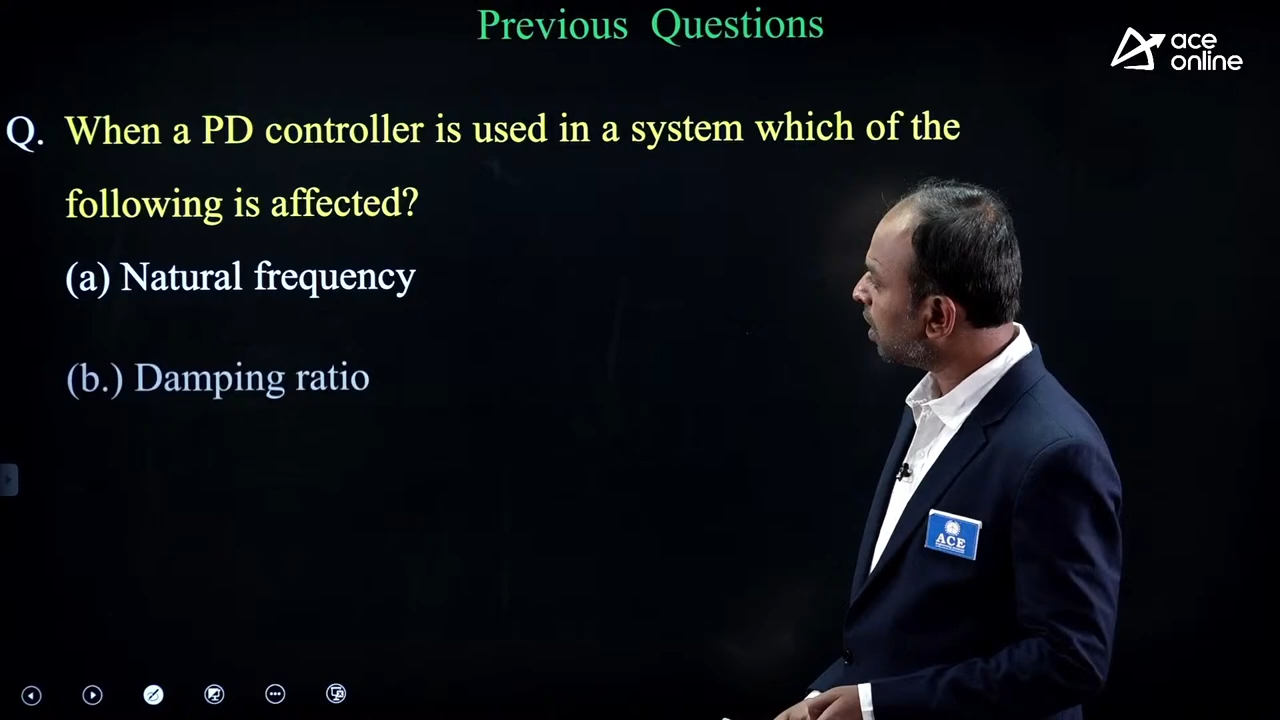 Previous Questions
ace
online
Q. When a PD controller is used in a system which of the
following is affected?
(a) Natural frequency
(b.) Damping ratio
ACE